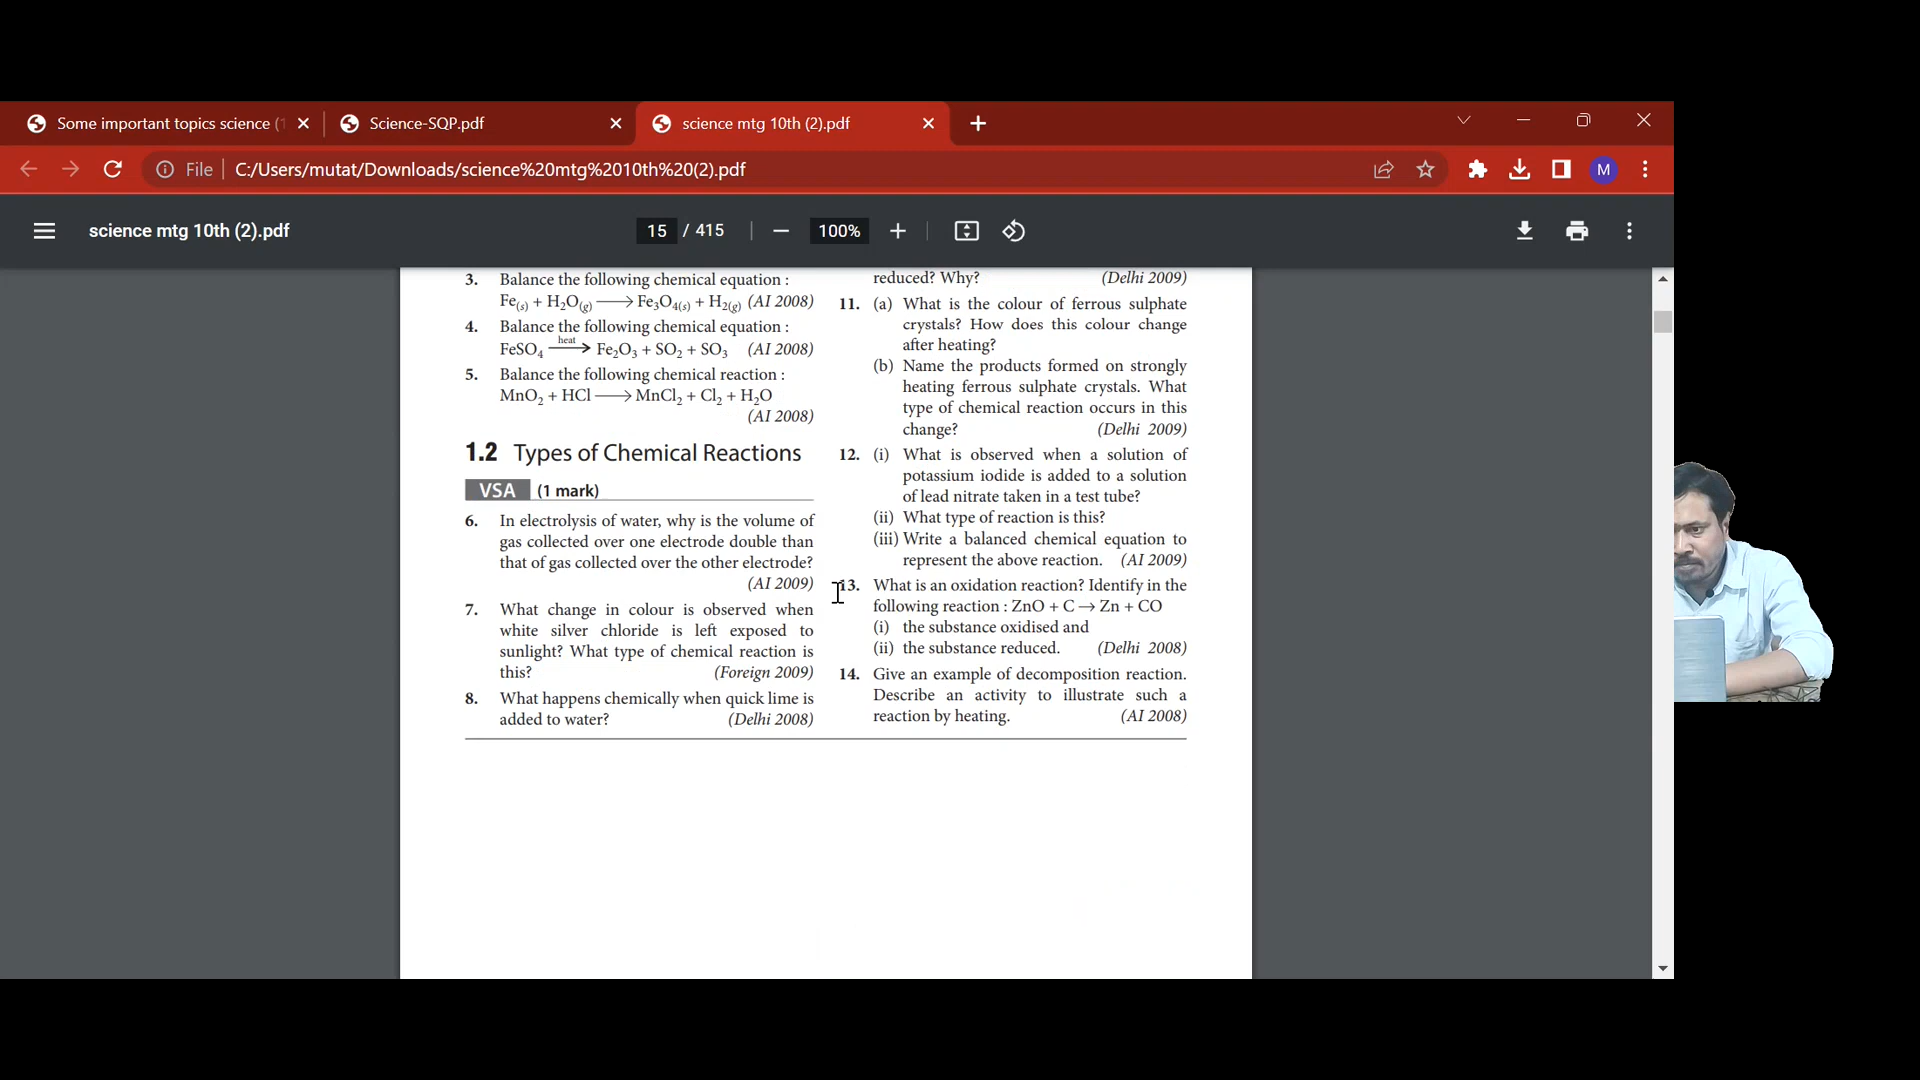 Some important topics science (1
Science-SQP.pdf
science mtg 10th (2).pdf
File
C:/Users/mutat/Downloads/science%20mtg%2010th%20(2).pdf
M
science mtg 10th (2).pdf
15 / 415
100%
3. Balance the following chemical equation :
Fe(s) + H₂O(g) ⟶ Fe₃O₄(s) + H₂(g) (AI 2008)
4. Balance the following chemical equation :
heat
FeSO₄ ⟶ Fe₂O₃ + SO₂ + SO₃ (AI 2008)
5. Balance the following chemical reaction :
MnO₂ + HCl ⟶ MnCl₂ + Cl₂ + H₂O
(AI 2008)
1.2 Types of Chemical Reactions
VSA (1 mark)
6. In electrolysis of water, why is the volume of
gas collected over one electrode double than
that of gas collected over the other electrode?
(AI 2009)
7. What change in colour is observed when
white silver chloride is left exposed to
sunlight? What type of chemical reaction is
this? (Foreign 2009)
8. What happens chemically when quick lime is
added to water? (Delhi 2008)
reduced? Why? (Delhi 2009)
11. (a) What is the colour of ferrous sulphate
crystals? How does this colour change
after heating?
(b) Name the products formed on strongly
heating ferrous sulphate crystals. What
type of chemical reaction occurs in this
change? (Delhi 2009)
12. (i) What is observed when a solution of
potassium iodide is added to a solution
of lead nitrate taken in a test tube?
(ii) What type of reaction is this?
(iii) Write a balanced chemical equation to
represent the above reaction. (AI 2009)
13. What is an oxidation reaction? Identify in the
following reaction : ZnO + C → Zn + CO
(i) the substance oxidised and
(ii) the substance reduced. (Delhi 2008)
14. Give an example of decomposition reaction.
Describe an activity to illustrate such a
reaction by heating. (AI 2008)